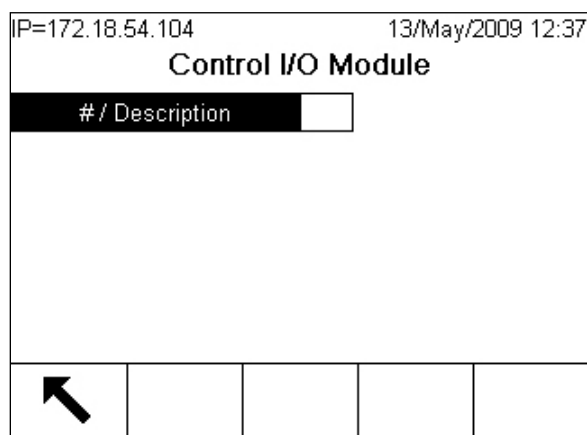 IP=172.18.54.104 13/May/2009 12:37
Control I/O Module
# / Description